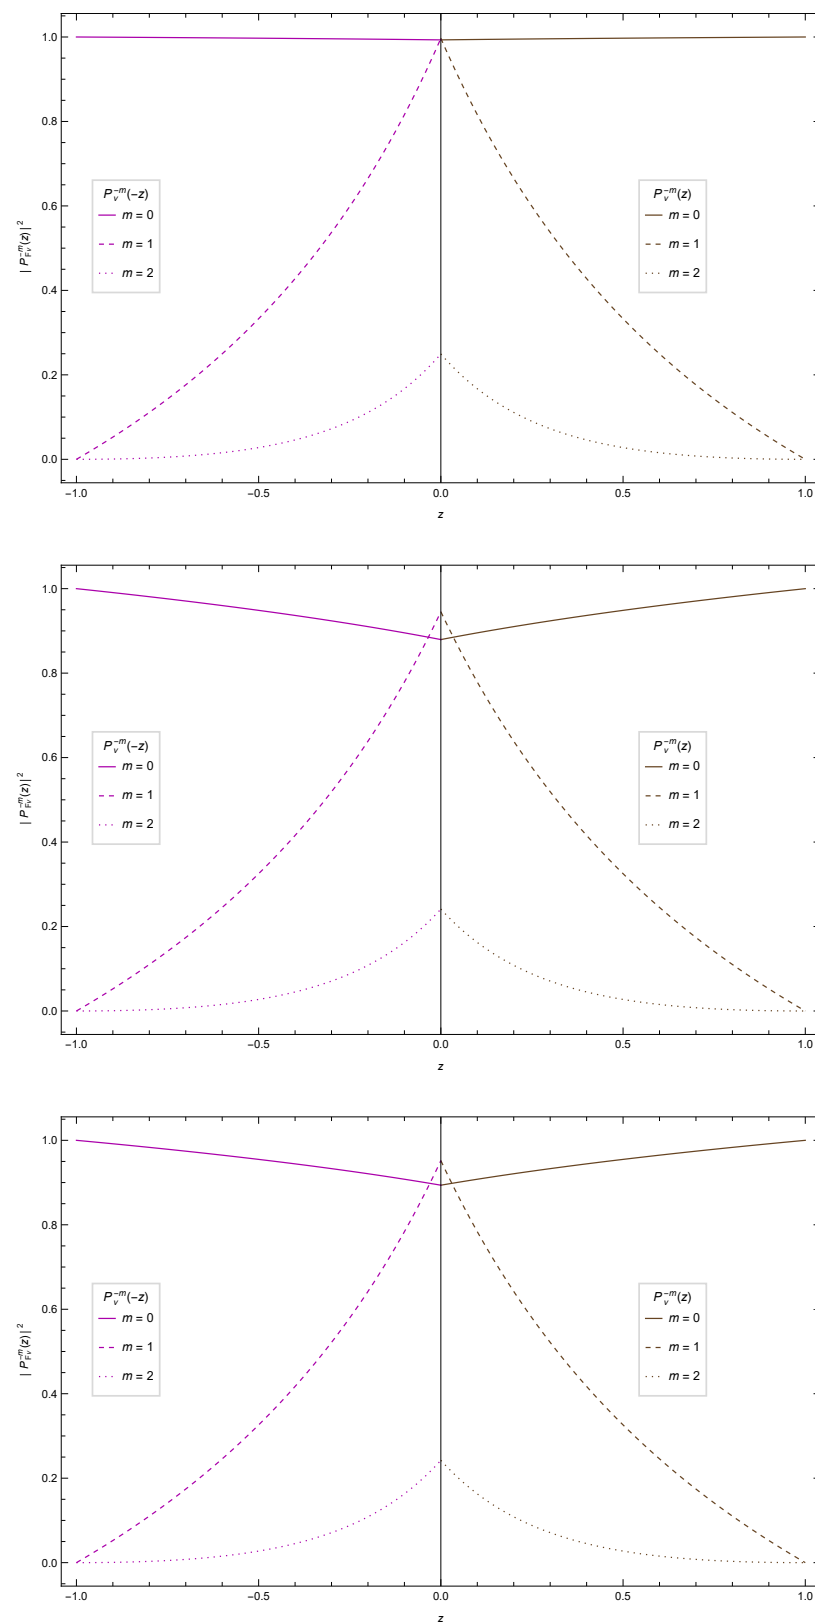 1.0
0.8
0.6
0.4
0.2
0.0
| P_{Fν}^{-m}(z) | ²
P_ν^{-m}(-z)
m = 0
m = 1
m = 2
P_ν^{-m}(z)
m = 0
m = 1
m = 2
−1.0 −0.5 0.0 0.5 1.0
z
1.0
0.8
0.6
0.4
0.2
0.0
| P_{Fν}^{-m}(z) | ²
P_ν^{-m}(-z)
m = 0
m = 1
m = 2
P_ν^{-m}(z)
m = 0
m = 1
m = 2
−1.0 −0.5 0.0 0.5 1.0
z
1.0
0.8
0.6
0.4
0.2
0.0
| P_{Fν}^{-m}(z) | ²
P_ν^{-m}(-z)
m = 0
m = 1
m = 2
P_ν^{-m}(z)
m = 0
m = 1
m = 2
−1.0 −0.5 0.0 0.5 1.0
z